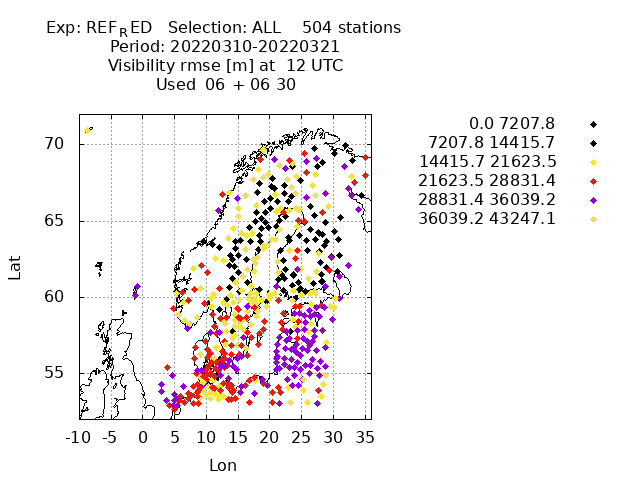 Exp: REFRED Selection: ALL 504 stations
Period: 20220310-20220321
Visibility rmse [m] at 12 UTC
Used 06 + 06 30
0.0 7207.8
7207.8 14415.7
14415.7 21623.5
21623.5 28831.4
28831.4 36039.2
36039.2 43247.1
70
65
60
55
Lat
-10 -5 0 5 10 15 20 25 30 35
Lon